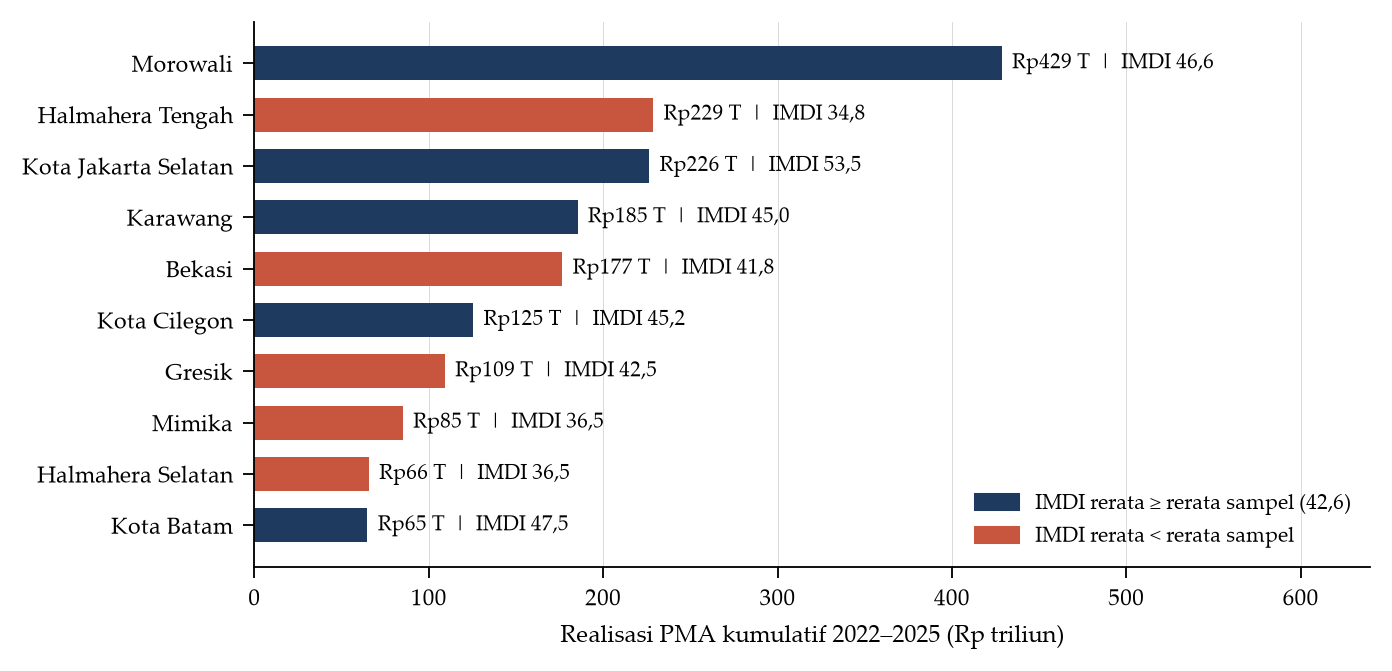 Morowali Rp429 T | IMDI 46,6
Halmahera Tengah Rp229 T | IMDI 34,8
Kota Jakarta Selatan Rp226 T | IMDI 53,5
Karawang Rp185 T | IMDI 45,0
Bekasi Rp177 T | IMDI 41,8
Kota Cilegon Rp125 T | IMDI 45,2
Gresik Rp109 T | IMDI 42,5
Mimika Rp85 T | IMDI 36,5
Halmahera Selatan Rp66 T | IMDI 36,5
Kota Batam Rp65 T | IMDI 47,5
IMDI rerata ≥ rerata sampel (42,6)
IMDI rerata < rerata sampel
0 100 200 300 400 500 600
Realisasi PMA kumulatif 2022–2025 (Rp triliun)